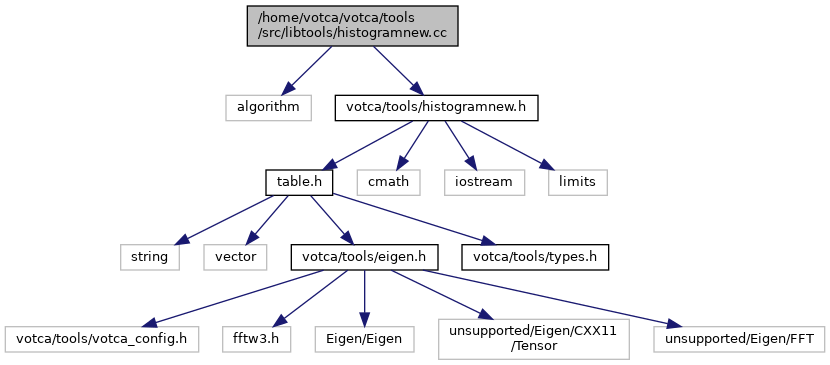 /home/votca/votca/tools
/src/libtools/histogramnew.cc
algorithm
votca/tools/histogramnew.h
table.h
cmath
iostream
limits
string
vector
votca/tools/eigen.h
votca/tools/types.h
votca/tools/votca_config.h
fftw3.h
Eigen/Eigen
unsupported/Eigen/CXX11
/Tensor
unsupported/Eigen/FFT